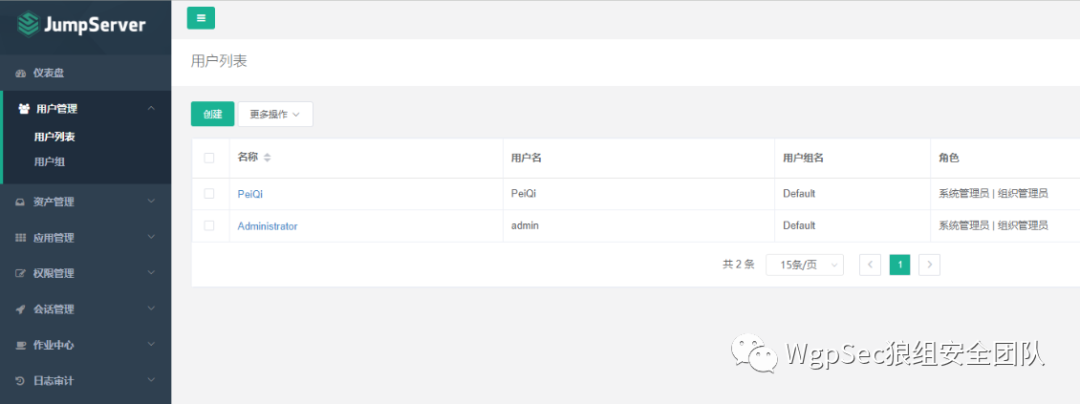 JumpServer
仪表盘
用户管理
用户列表
用户组
资产管理
应用管理
权限管理
会话管理
作业中心
日志审计
用户列表
创建 更多操作
名称 用户名 用户组名 角色
PeiQi PeiQi Default 系统管理员 | 组织管理员
Administrator admin Default 系统管理员 | 组织管理员
共 2 条 15条/页 1
WgpSec狼组安全团队